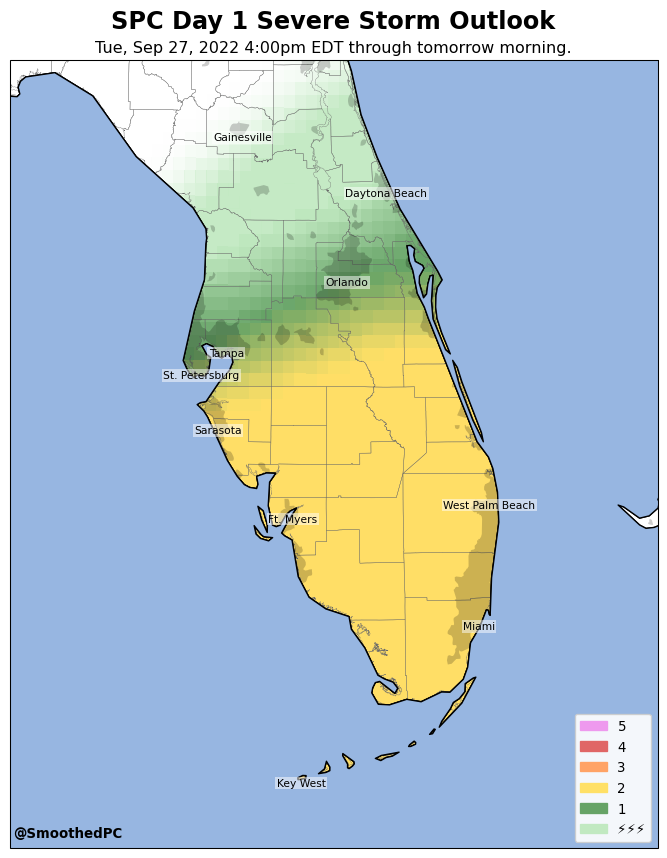 SPC Day 1 Severe Storm Outlook
Tue, Sep 27, 2022 4:00pm EDT through tomorrow morning.
Gainesville
Daytona Beach
Orlando
Tampa
St. Petersburg
Sarasota
West Palm Beach
Ft. Myers
Miami
Key West
5
4
3
2
1
⚡⚡⚡
@SmoothedPC